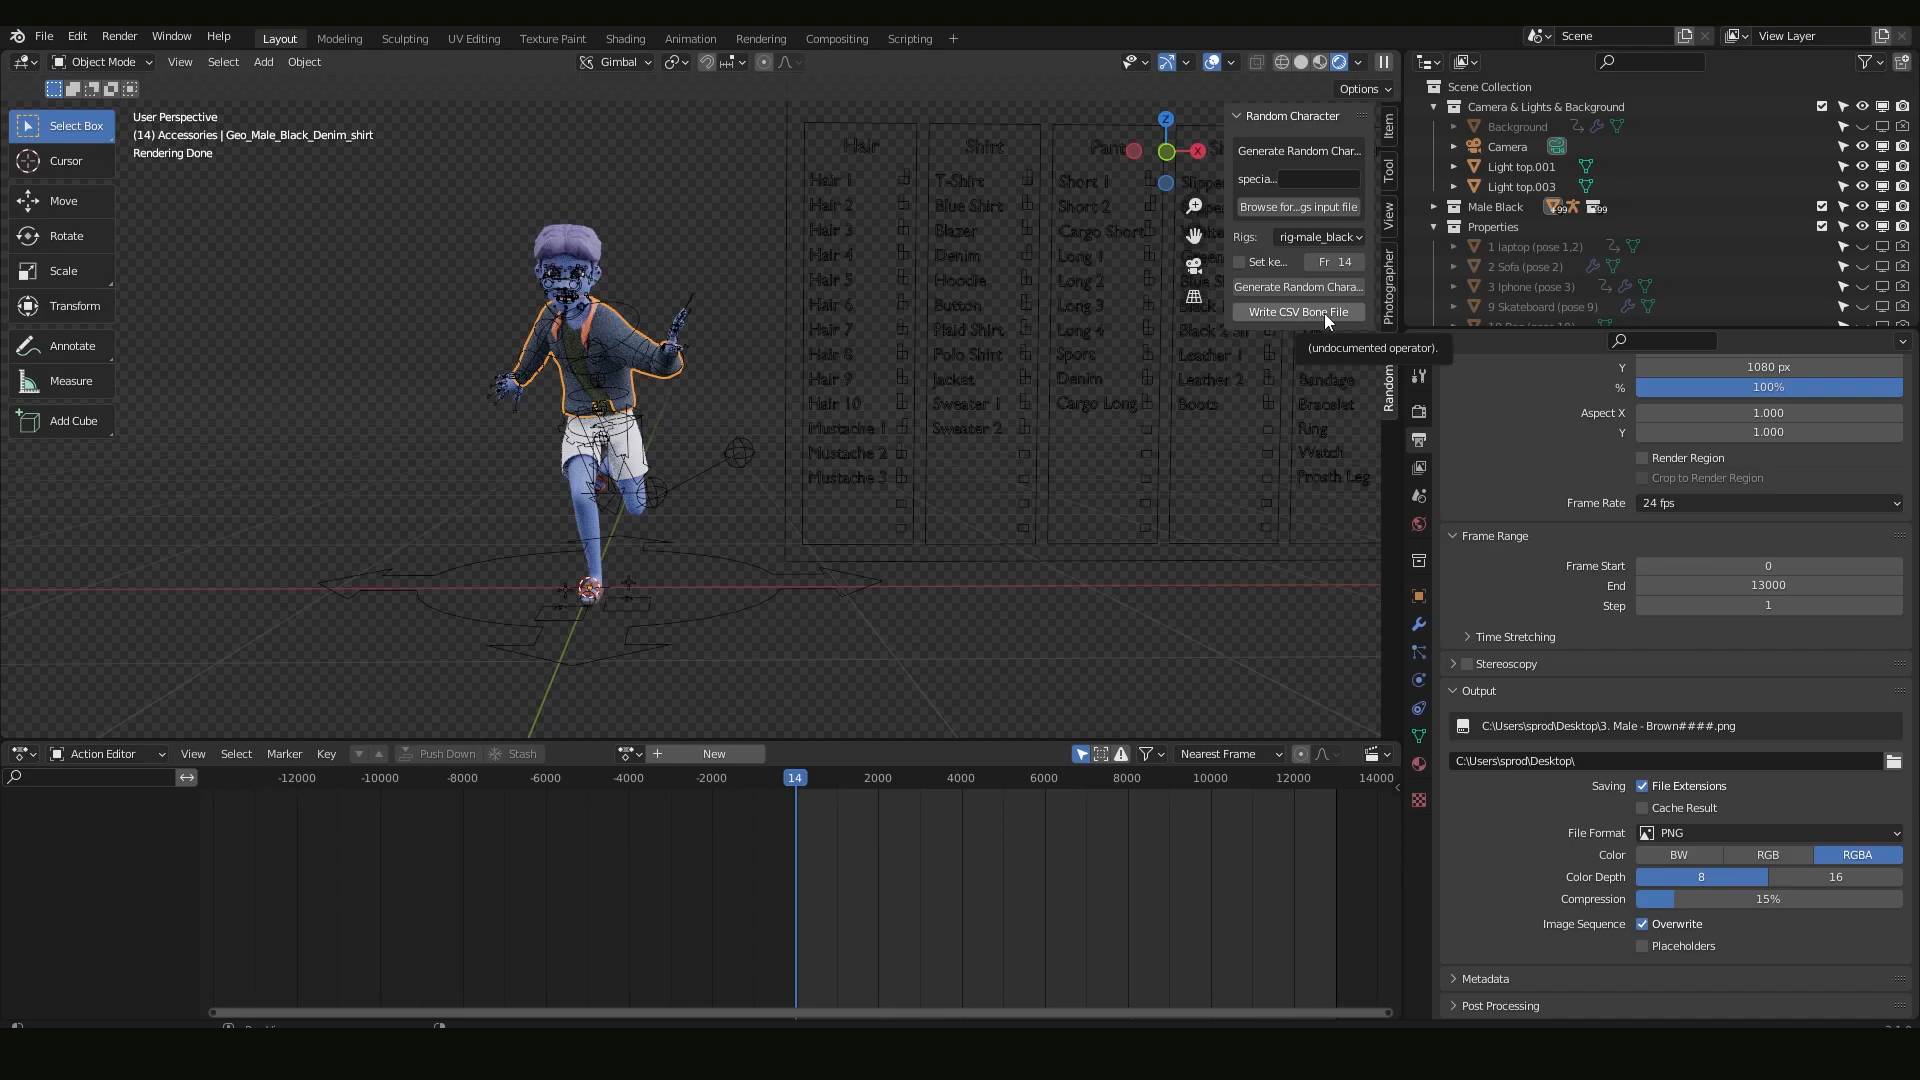 File Edit Render Window Help
Layout Modeling Sculpting UV Editing Texture Paint Shading Animation Rendering Compositing Scripting
Scene
View Layer
Object Mode View Select Add Object
Gimbal
Options
Select Box
Cursor
Move
Rotate
Scale
Transform
Annotate
Measure
Add Cube
User Perspective
(14) Accessories | Geo_Male_Black_Denim_shirt
Rendering Done
Hair
Hair 1
Hair 2
Hair 3
Hair 4
Hair 5
Hair 6
Hair 7
Hair 8
Hair 9
Hair 10
Mustache 1
Mustache 2
Mustache 3
Shirt
T-Shirt
Blue Shirt
Blazer
Denim
Hoodie
Button
Plaid Shirt
Polo Shirt
Jacket
Sweater 1
Sweater 2
Short 1
Short 2
Cargo Short
Long 1
Long 2
Long 3
Long 4
Sport
Denim
Cargo Long
Leather 1
Leather 2
Boots
Bandage
Bracelet
Ring
Watch
Prosth Leg
Z
X
Random Character
Generate Random Char...
specia...
Browse for...gs input file
Rigs: rig-male_black
Set ke... Fr 14
Generate Random Chara...
Write CSV Bone File
(undocumented operator).
Item
Tool
View
Photographer
Random
Scene Collection
Camera & Lights & Background
Background
Camera
Light top.001
Light top.003
Male Black +99 99
Properties
1 laptop (pose 1,2)
2 Sofa (pose 2)
3 Iphone (pose 3)
9 Skateboard (pose 9)
Y 1080 px
% 100%
Aspect X 1.000
Y 1.000
Render Region
Crop to Render Region
Frame Rate 24 fps
Frame Range
Frame Start 0
End 13000
Step 1
Time Stretching
Stereoscopy
Output
C:\Users\sprod\Desktop\3. Male - Brown####.png
C:\Users\sprod\Desktop\
Saving File Extensions
Cache Result
File Format PNG
Color BW RGB RGBA
Color Depth 8 16
Compression 15%
Image Sequence Overwrite
Placeholders
Metadata
Post Processing
Action Editor View Select Marker Key Push Down Stash New Nearest Frame
-12000 -10000 -8000 -6000 -4000 -2000 14 2000 4000 6000 8000 10000 12000 14000